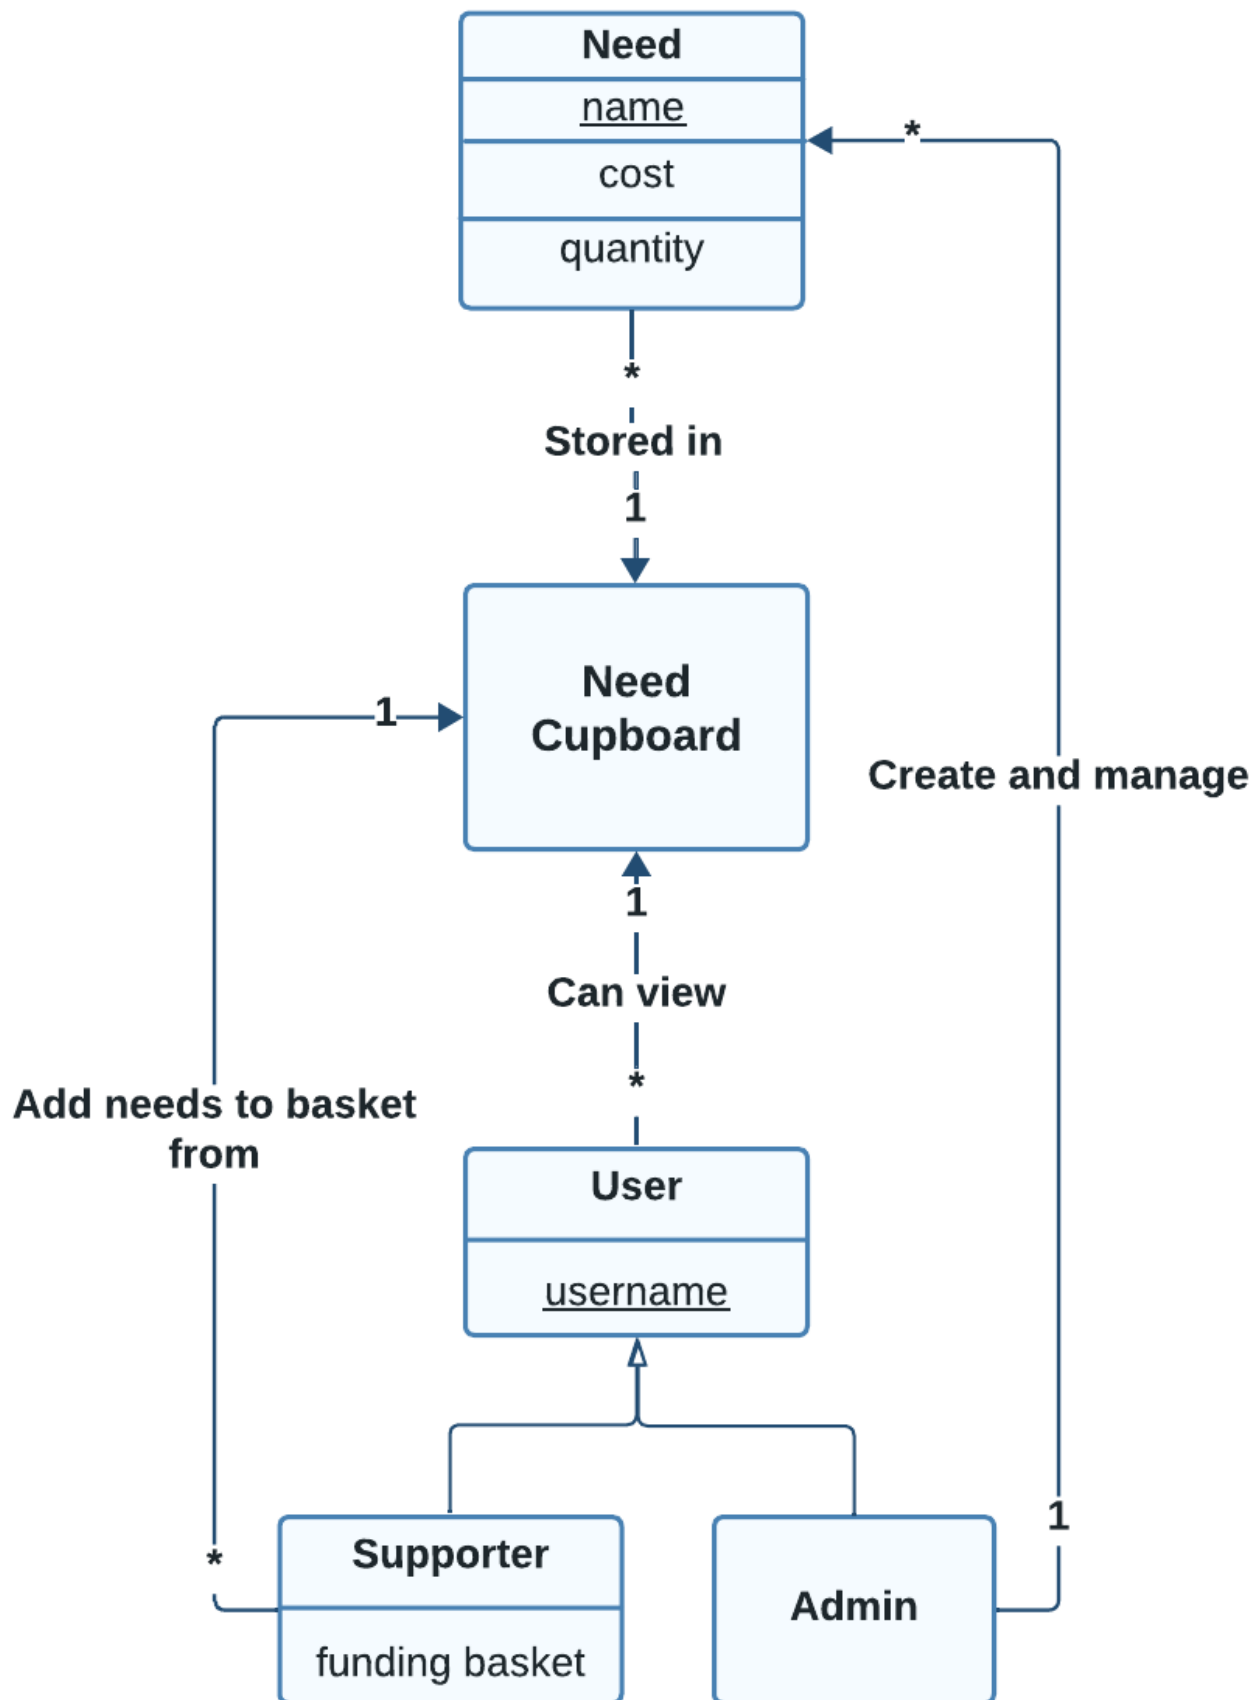 Need
name
*
cost
quantity
*
Stored in
1
Need
Cupboard
1
Create and manage
1
Can view
*
Add needs to basket
from
User
username
1
*
Supporter
Admin
funding basket